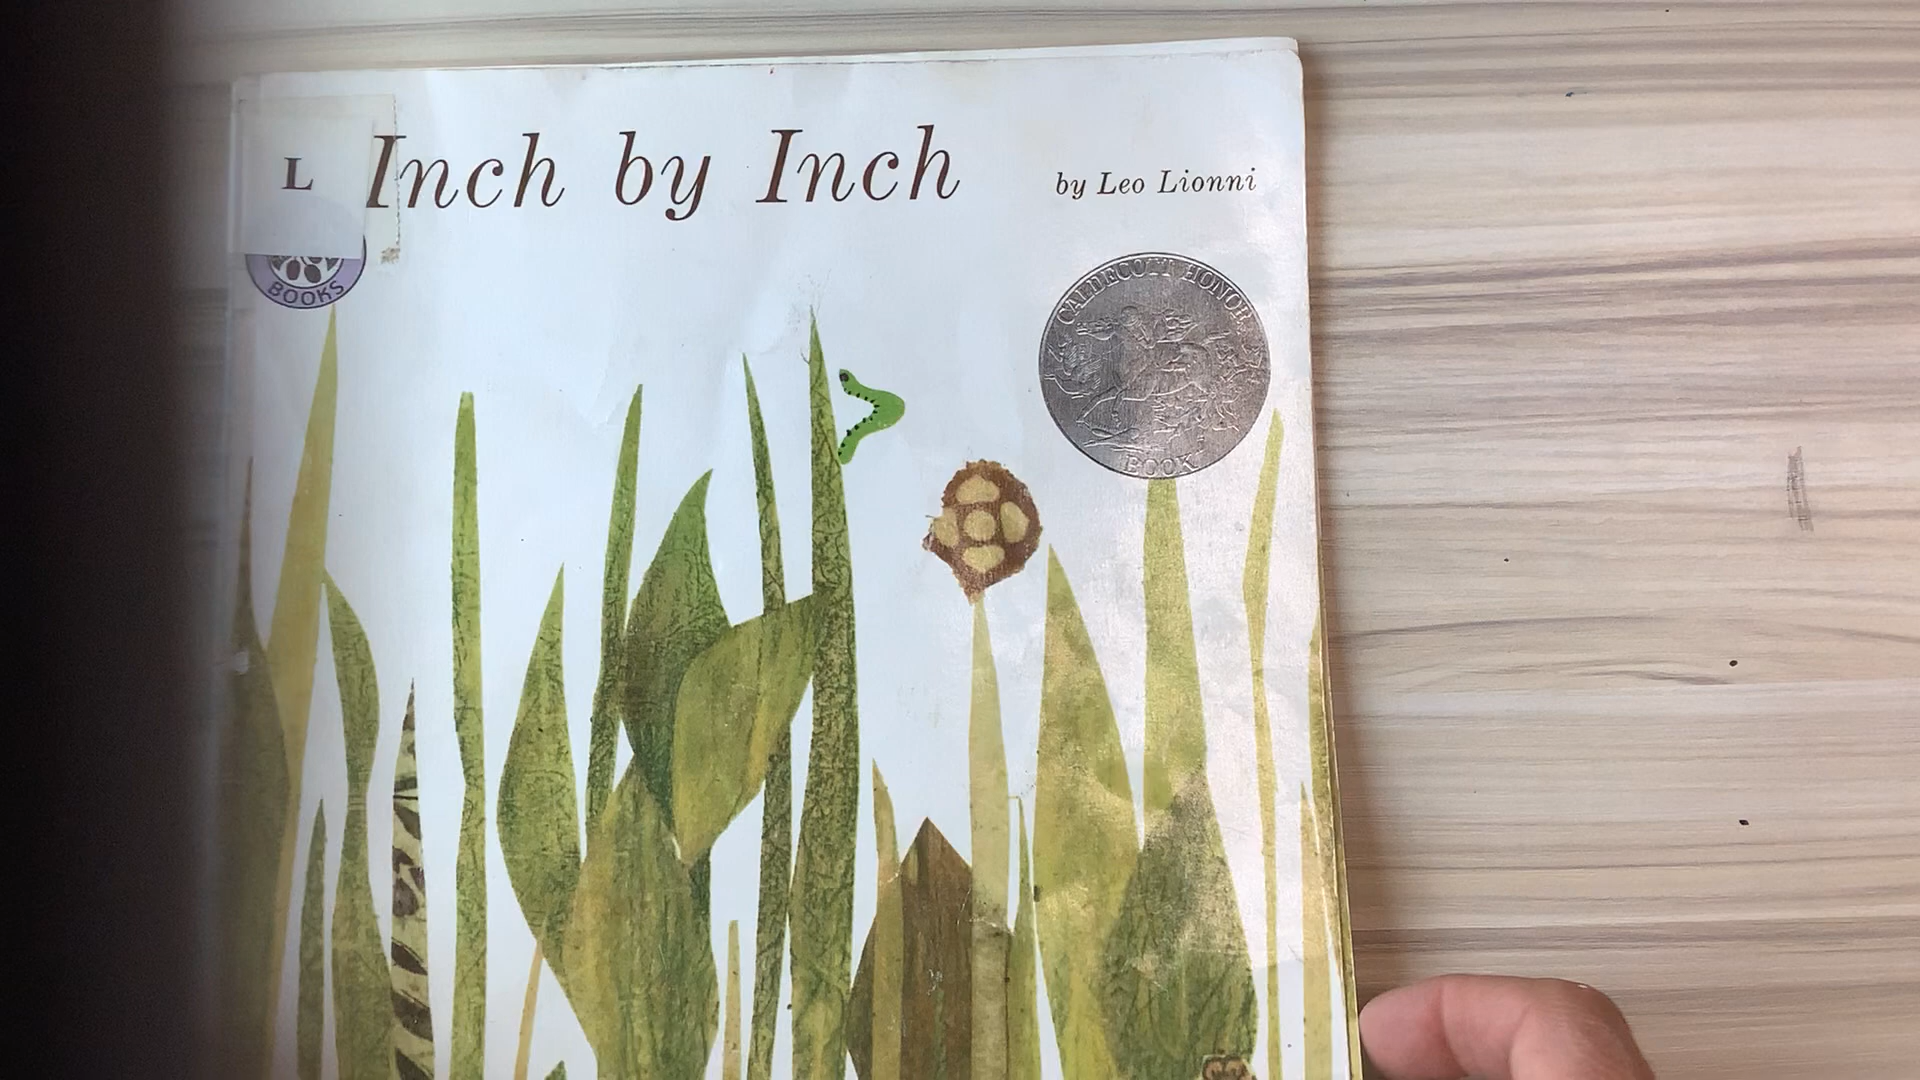 L
Inch by Inch
by Leo Lionni
BOOKS
CALDECOTT HONOR
BOOK